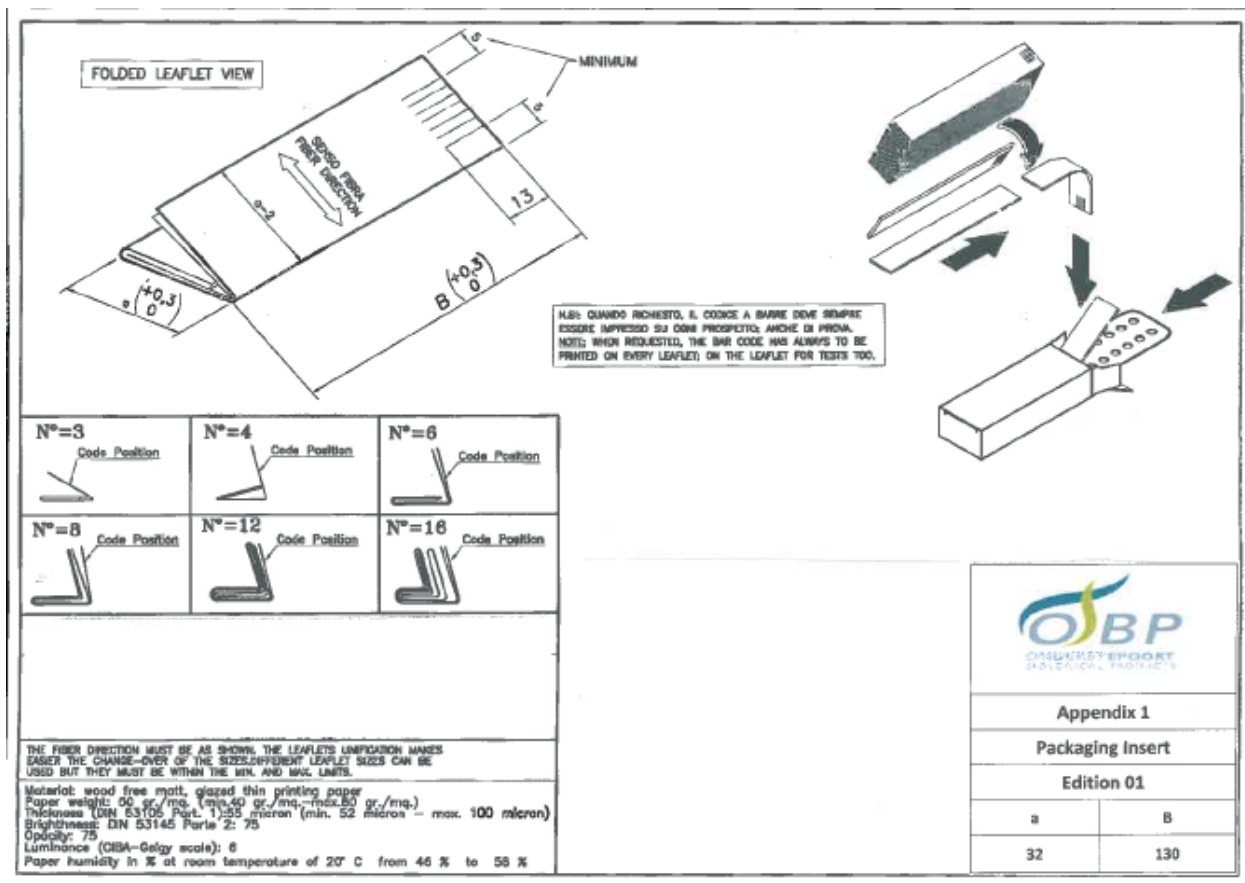 FOLDED LEAFLET VIEW
5
MINIMUM
5
SENSO FIBRA
FIBER DIRECTION
a-2
13
a (+0,3 0)
B (+0,3 0)
N.B: QUANDO RICHIESTO, IL CODICE A BARRE DEVE SEMPRE
ESSERE IMPRESSO SU OGNI PROSPETTO; ANCHE DI PROVA.
NOTE: WHEN REQUESTED, THE BAR CODE HAS ALWAYS TO BE
PRINTED ON EVERY LEAFLET; ON THE LEAFLET FOR TESTS TOO.
N°=3
Code Position
N°=4
Code Position
N°=6
Code Position
N°=8
Code Position
N°=12
Code Position
N°=16
Code Position
THE FIBER DIRECTION MUST BE AS SHOWN. THE LEAFLETS UNIFICATION MAKES
EASIER THE CHANGE-OVER OF THE SIZES.DIFFERENT LEAFLET SIZES CAN BE
USED BUT THEY MUST BE WITHIN THE MIN. AND MAX. LIMITS.
Material: wood free matt, glazed thin printing paper
Paper weight: gr./mq. (min.40 gr./mq.-max.80 gr./mq.)
Thickness (DIN 53105 Part. 1):55 micron (min. 52 micron - max. 100 micron)
Brighthness: DIN 53145 Parte 2: 75
Opacity: 75
Luminance (CIBA-Geigy scale): 6
Paper humidity in % at room temperature of 20° C from 46 % to 56 %
OSBP
BIOLOGICAL PRODUCTS
Appendix 1
Packaging Insert
Edition 01
a B
32 130